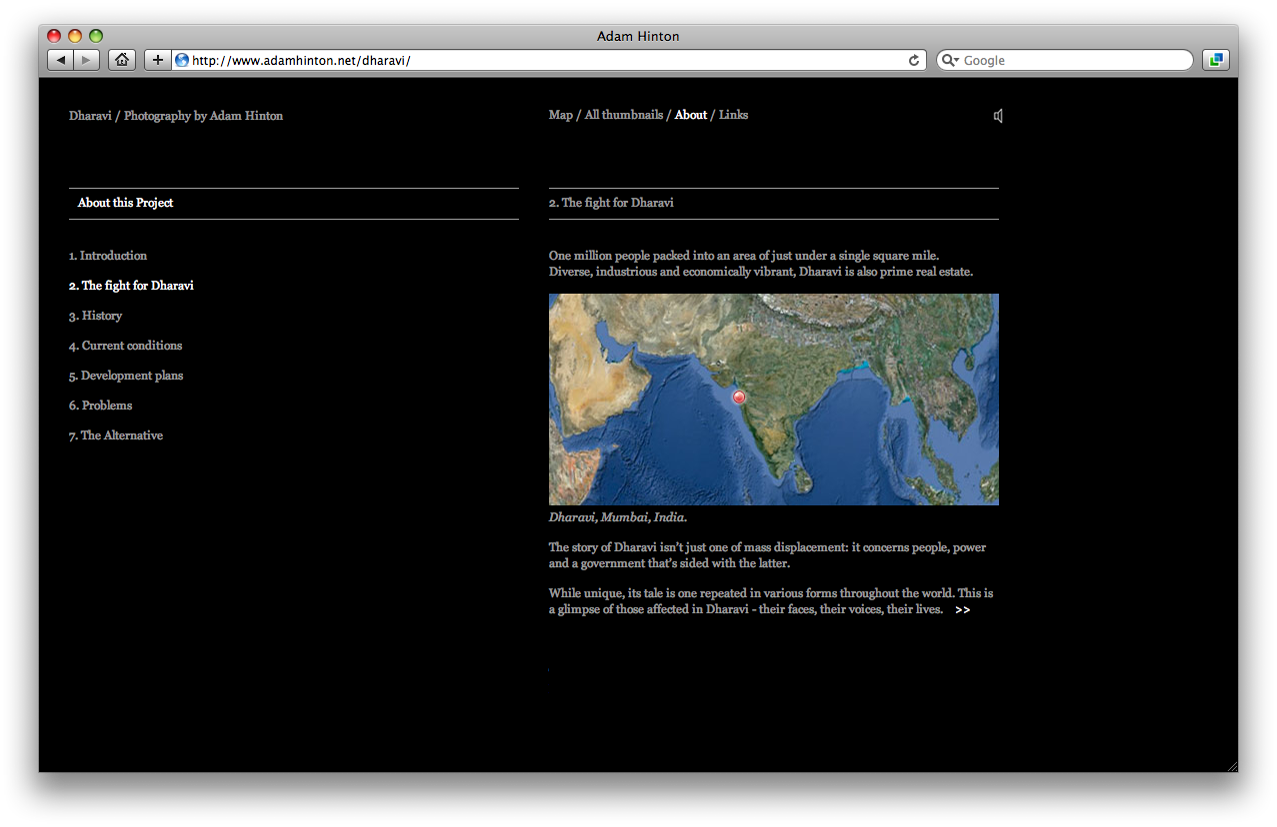 Adam Hinton
http://www.adamhinton.net/dharavi/
Google
Dharavi / Photography by Adam Hinton
Map / All thumbnails / About / Links
About this Project
1. Introduction
2. The fight for Dharavi
3. History
4. Current conditions
5. Development plans
6. Problems
7. The Alternative
2. The fight for Dharavi
One million people packed into an area of just under a single square mile.
Diverse, industrious and economically vibrant, Dharavi is also prime real estate.
Dharavi, Mumbai, India.
The story of Dharavi isn't just one of mass displacement: it concerns people, power
and a government that's sided with the latter.
While unique, its tale is one repeated in various forms throughout the world. This is
a glimpse of those affected in Dharavi - their faces, their voices, their lives. >>